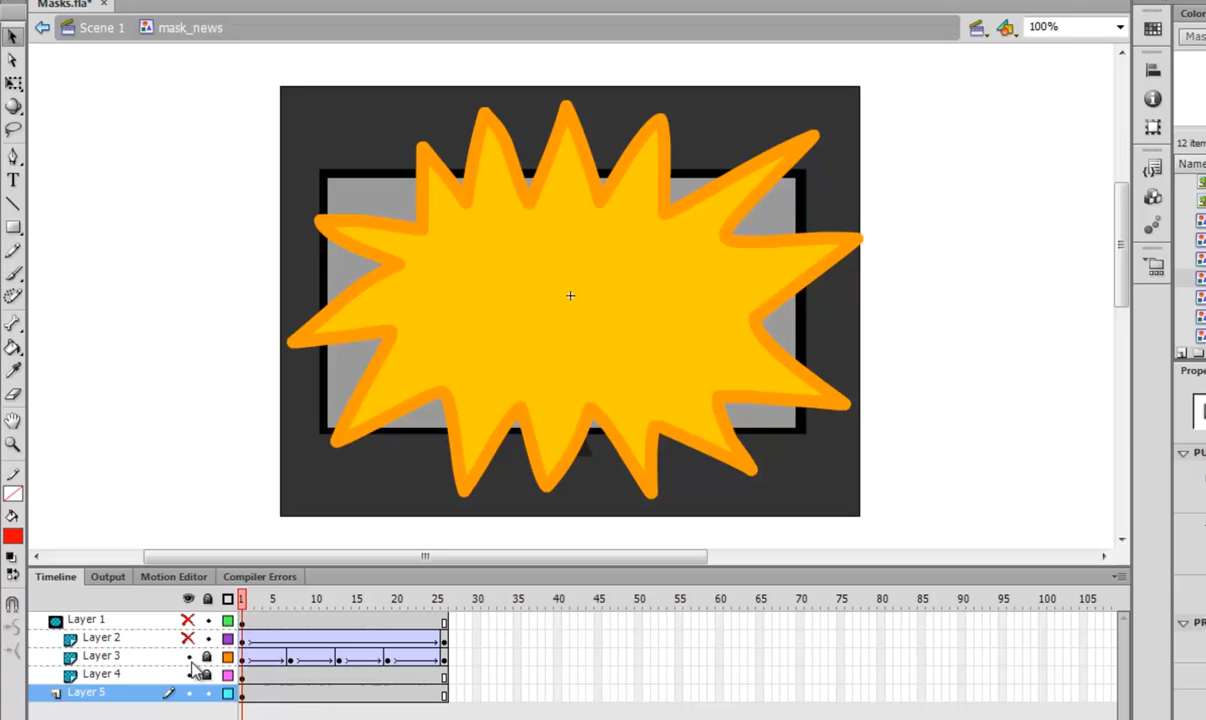 Masks.fla*
Color
Scene 1
mask_news
100%
Mas
12 item
Name
Prope
PU
PR
Timeline
Output
Motion Editor
Compiler Errors
1 5 10 15 20 25 30 35 40 45 50 55 60 65 70 75 80 85 90 95 100 105
Layer 1
Layer 2
Layer 3
Layer 4
Layer 5